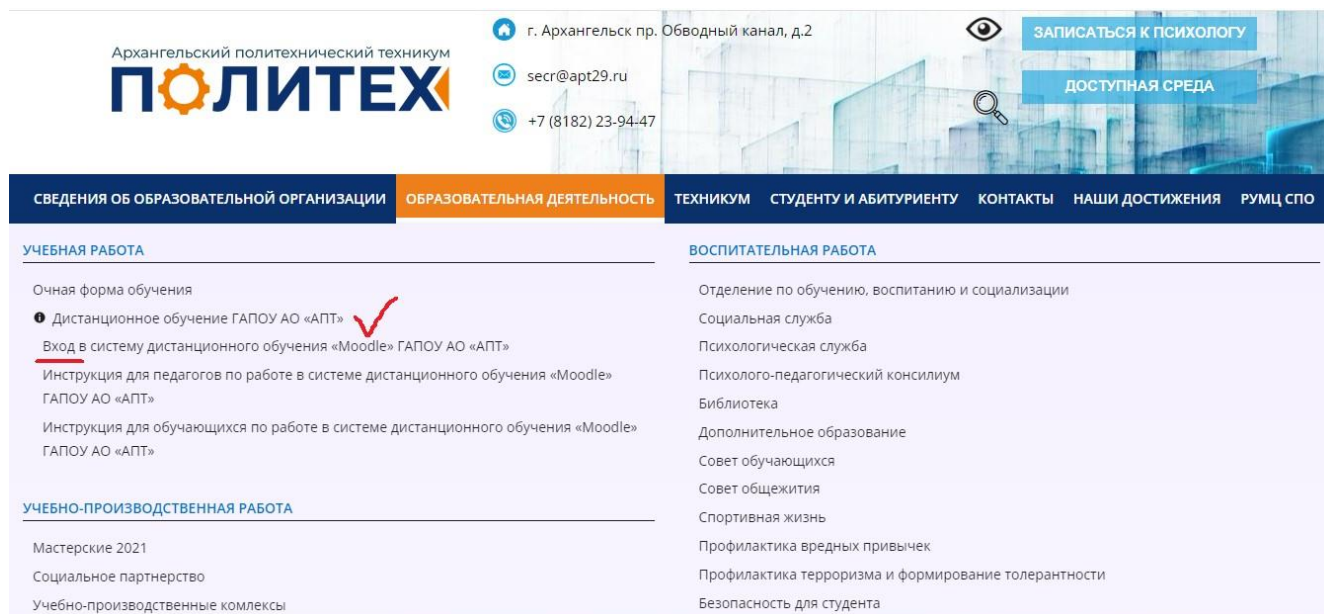 Архангельский политехнический техникум
ПОЛИТЕХ
г. Архангельск пр. Обводный канал, д.2
secr@apt29.ru
+7 (8182) 23-94-47
ЗАПИСАТЬСЯ К ПСИХОЛОГУ
ДОСТУПНАЯ СРЕДА
СВЕДЕНИЯ ОБ ОБРАЗОВАТЕЛЬНОЙ ОРГАНИЗАЦИИ ОБРАЗОВАТЕЛЬНАЯ ДЕЯТЕЛЬНОСТЬ ТЕХНИКУМ СТУДЕНТУ И АБИТУРИЕНТУ КОНТАКТЫ НАШИ ДОСТИЖЕНИЯ РУМЦ СПО
УЧЕБНАЯ РАБОТА
Очная форма обучения
Дистанционное обучение ГАПОУ АО «АПТ»
Вход в систему дистанционного обучения «Moodle» ГАПОУ АО «АПТ»
Инструкция для педагогов по работе в системе дистанционного обучения «Moodle»
ГАПОУ АО «АПТ»
Инструкция для обучающихся по работе в системе дистанционного обучения «Moodle»
ГАПОУ АО «АПТ»
УЧЕБНО-ПРОИЗВОДСТВЕННАЯ РАБОТА
Мастерские 2021
Социальное партнерство
Учебно-производственные комлексы
ВОСПИТАТЕЛЬНАЯ РАБОТА
Отделение по обучению, воспитанию и социализации
Социальная служба
Психологическая служба
Психолого-педагогический консилиум
Библиотека
Дополнительное образование
Совет обучающихся
Совет общежития
Спортивная жизнь
Профилактика вредных привычек
Профилактика терроризма и формирование толерантности
Безопасность для студента